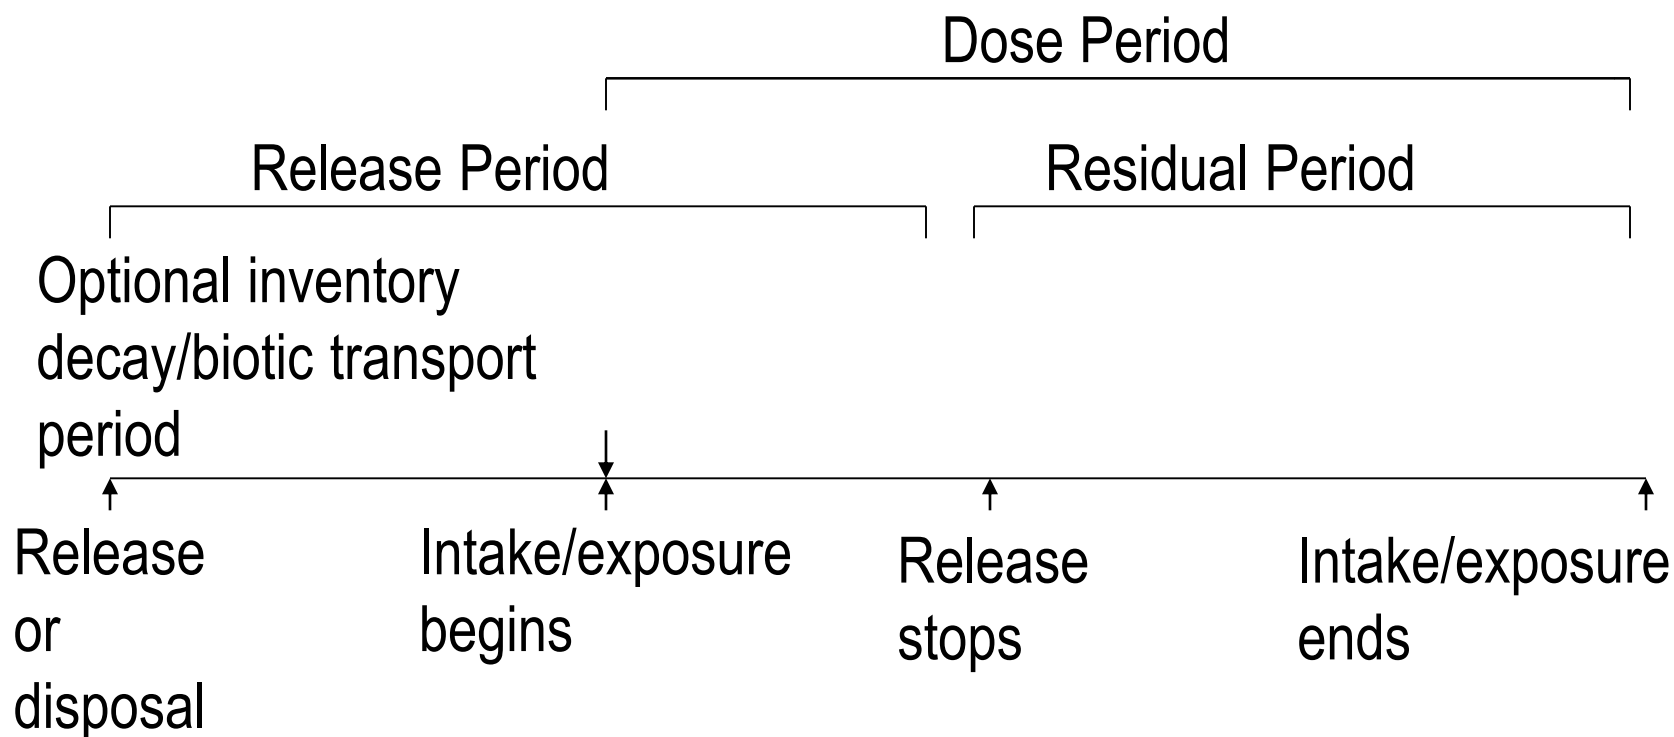 Dose Period
Release Period
Residual Period
Optional inventory
decay/biotic transport
period
Release
or
disposal
Intake/exposure
begins
Release
stops
Intake/exposure
ends